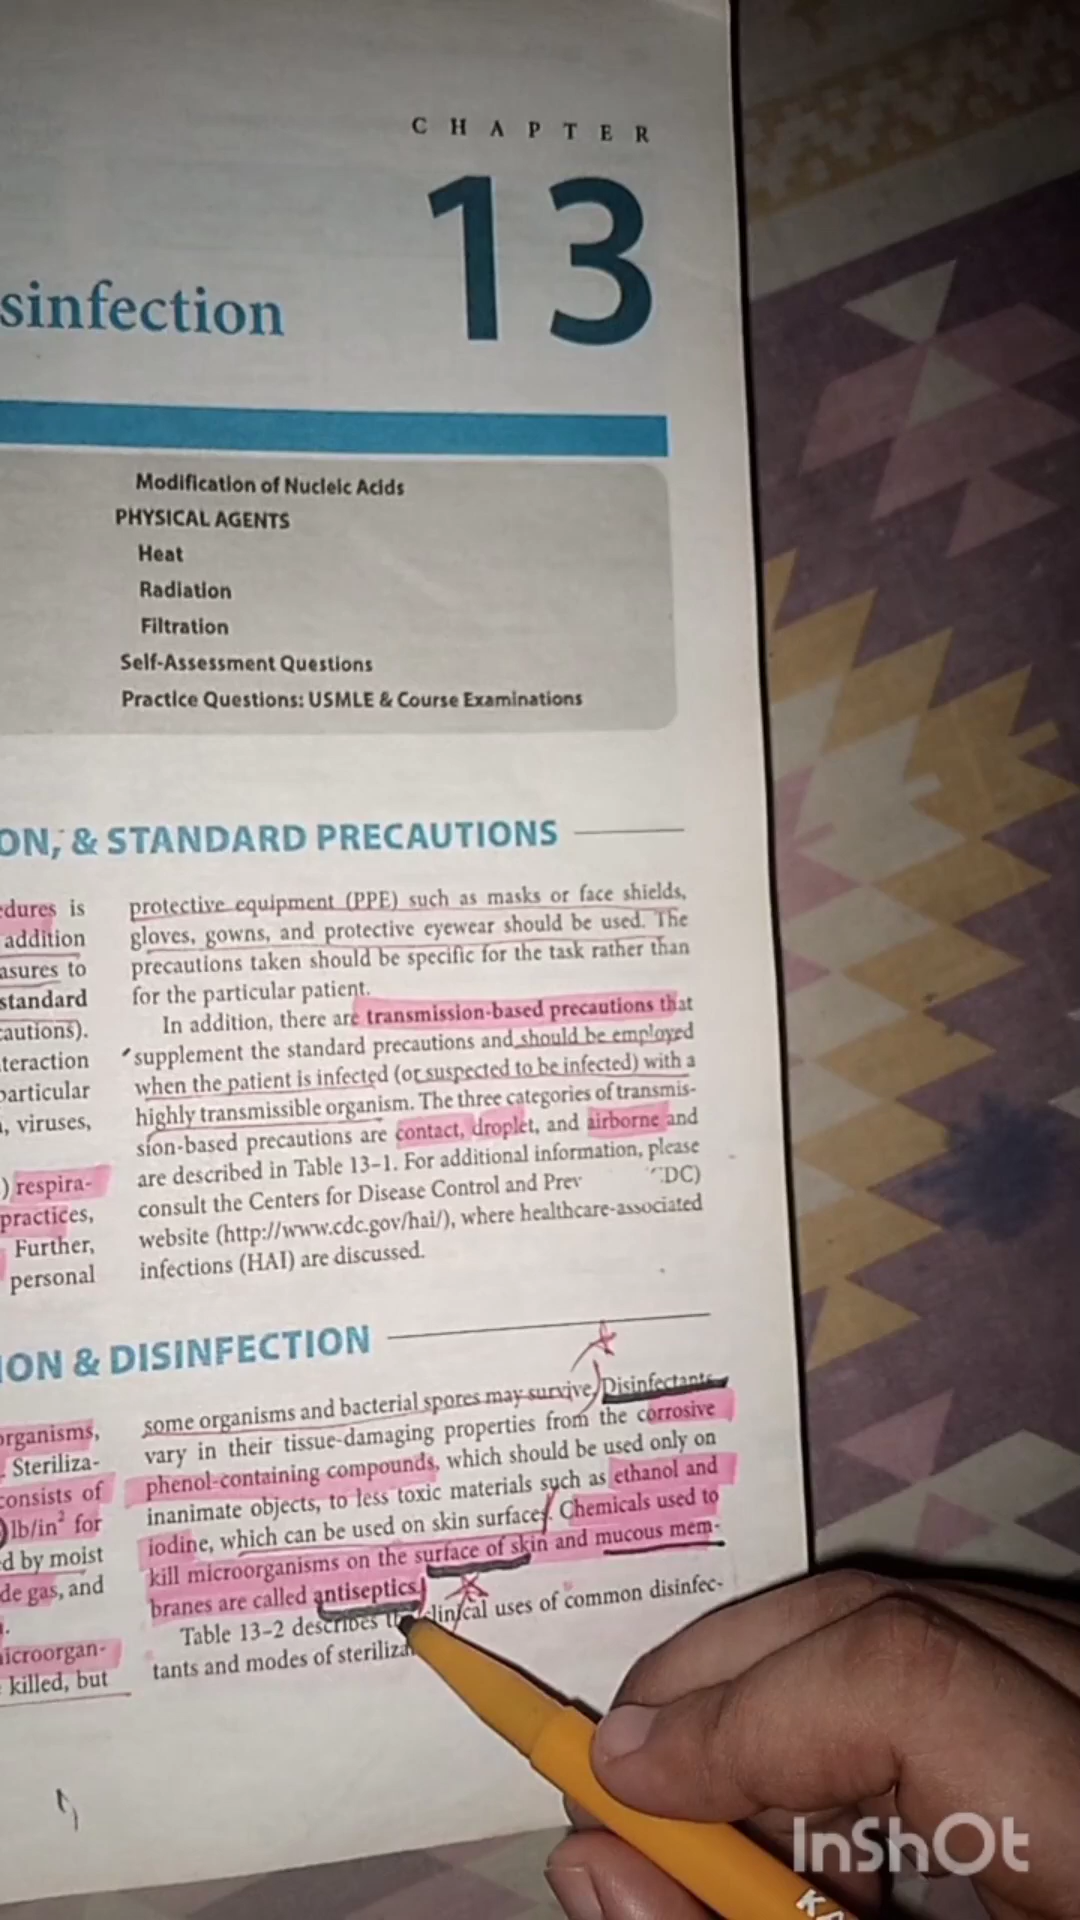 CHAPTER
13
sinfection
Modification of Nucleic Acids
PHYSICAL AGENTS
Heat
Radiation
Filtration
Self-Assessment Questions
Practice Questions: USMLE & Course Examinations
ON, & STANDARD PRECAUTIONS
edures is
addition
asures to
standard
cautions).
teraction
particular
, viruses,
) respira-
practices,
Further,
personal
protective equipment (PPE) such as masks or face shields,
gloves, gowns, and protective eyewear should be used. The
precautions taken should be specific for the task rather than
for the particular patient.
In addition, there are transmission-based precautions that
supplement the standard precautions and should be employed
when the patient is infected (or suspected to be infected) with a
highly transmissible organism. The three categories of transmis-
sion-based precautions are contact, droplet, and airborne and
are described in Table 13–1. For additional information, please
consult the Centers for Disease Control and Prev CDC)
website (http://www.cdc.gov/hai/), where healthcare-associated
infections (HAI) are discussed.
ION & DISINFECTION
organisms,
. Steriliza-
consists of
lb/in² for
d by moist
de gas, and
microorgan-
killed, but
some organisms and bacterial spores may survive. Disinfectants
vary in their tissue-damaging properties from the corrosive
phenol-containing compounds, which should be used only on
inanimate objects, to less toxic materials such as ethanol and
iodine, which can be used on skin surfaces. Chemicals used to
kill microorganisms on the surface of skin and mucous mem-
branes are called antiseptics.
Table 13–2 describes clinical uses of common disinfec-
tants and modes of steriliza
InShOt